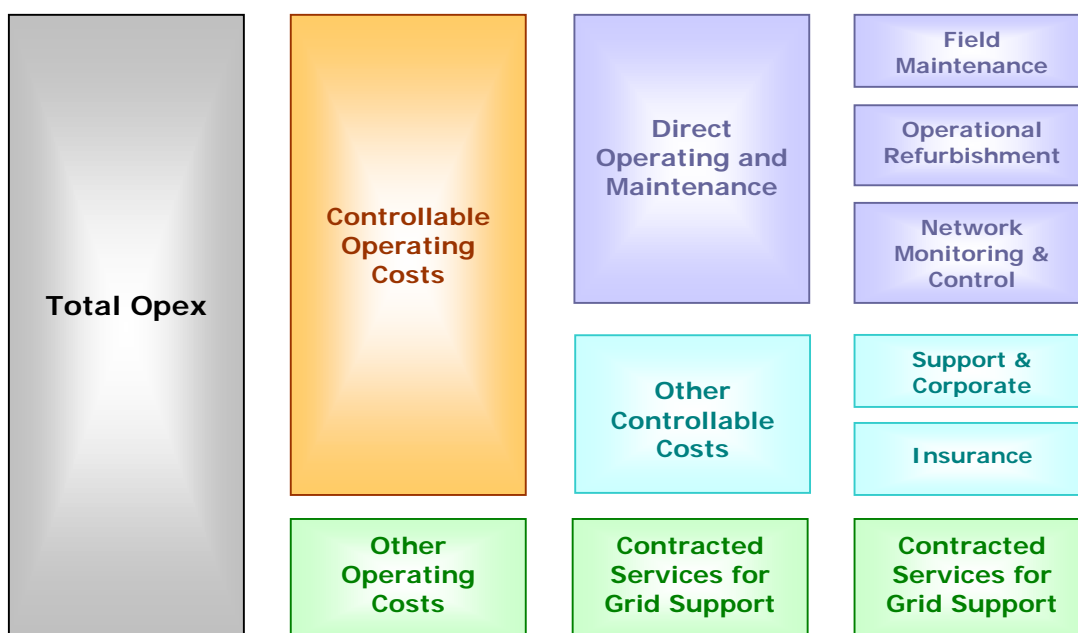 Total Opex
Controllable
Operating
Costs
Other
Operating
Costs
Direct
Operating and
Maintenance
Other
Controllable
Costs
Contracted
Services for
Grid Support
Field
Maintenance
Operational
Refurbishment
Network
Monitoring &
Control
Support &
Corporate
Insurance
Contracted
Services for
Grid Support